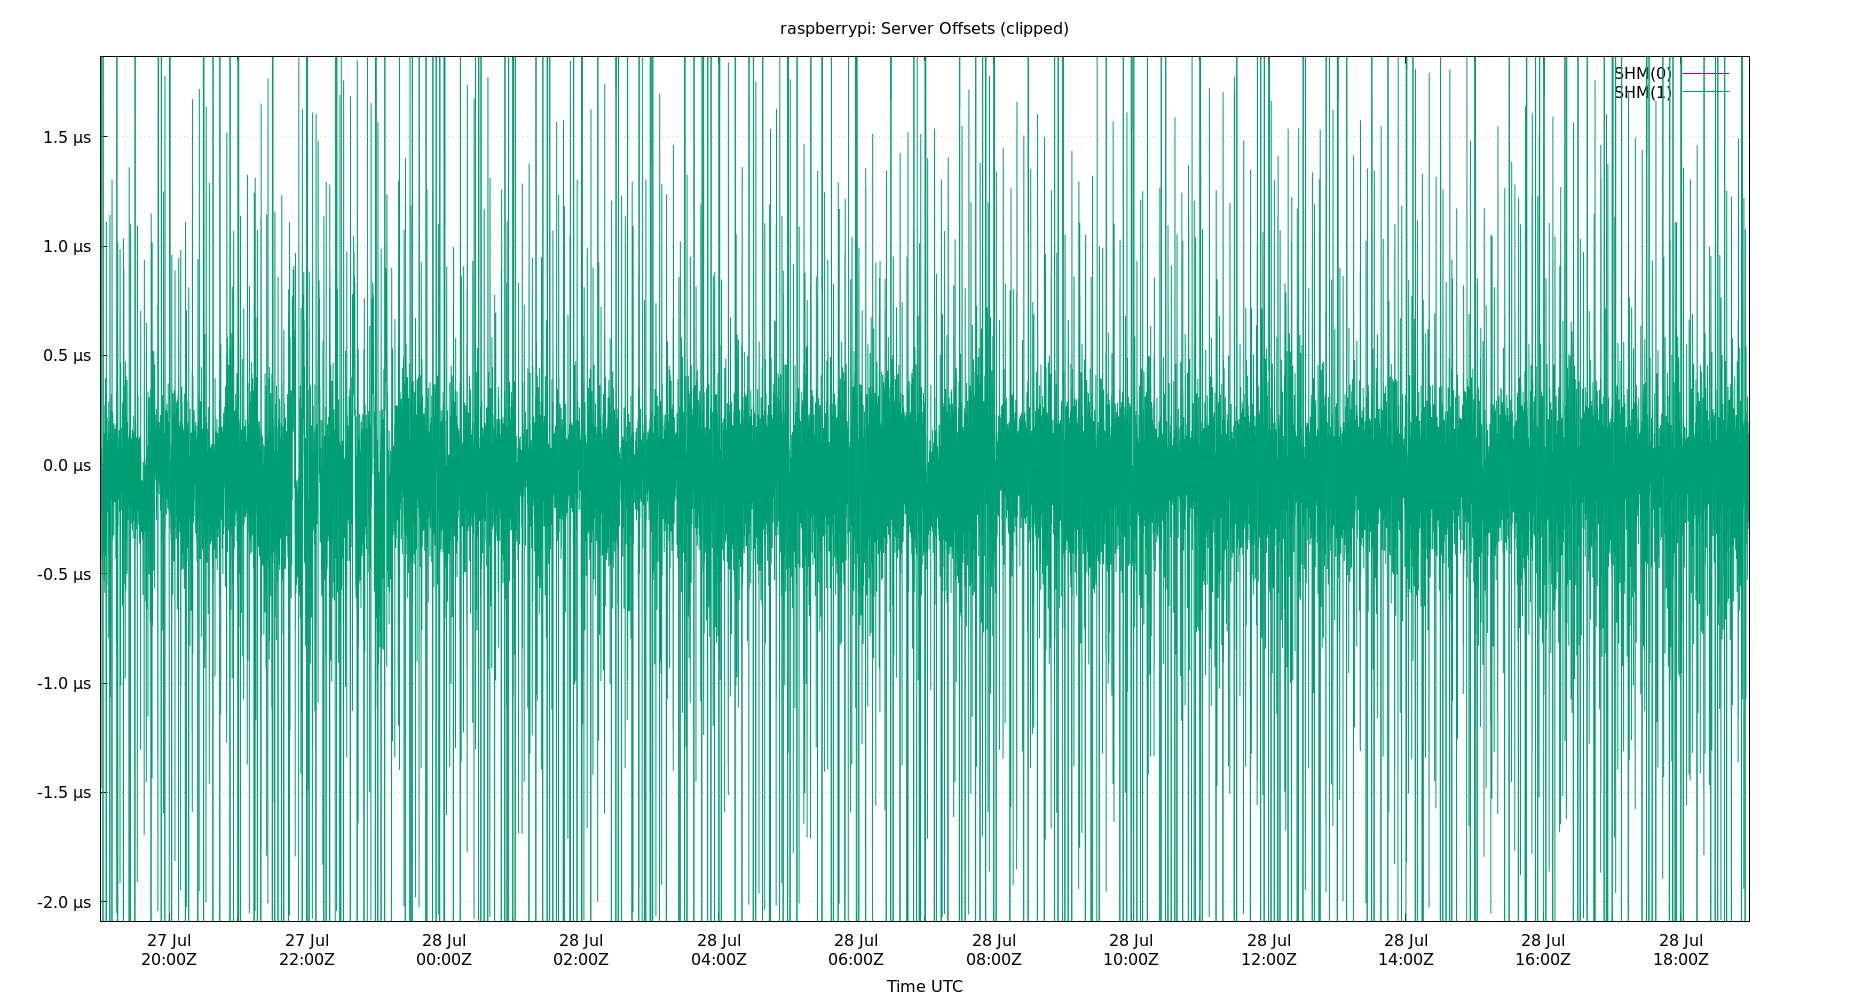 raspberrypi: Server Offsets (clipped)
SHM(0)
SHM(1)
1.5 µs
1.0 µs
0.5 µs
0.0 µs
-0.5 µs
-1.0 µs
-1.5 µs
-2.0 µs
27 Jul 27 Jul 28 Jul 28 Jul 28 Jul 28 Jul 28 Jul 28 Jul 28 Jul 28 Jul 28 Jul 28 Jul
20:00Z 22:00Z 00:00Z 02:00Z 04:00Z 06:00Z 08:00Z 10:00Z 12:00Z 14:00Z 16:00Z 18:00Z
Time UTC